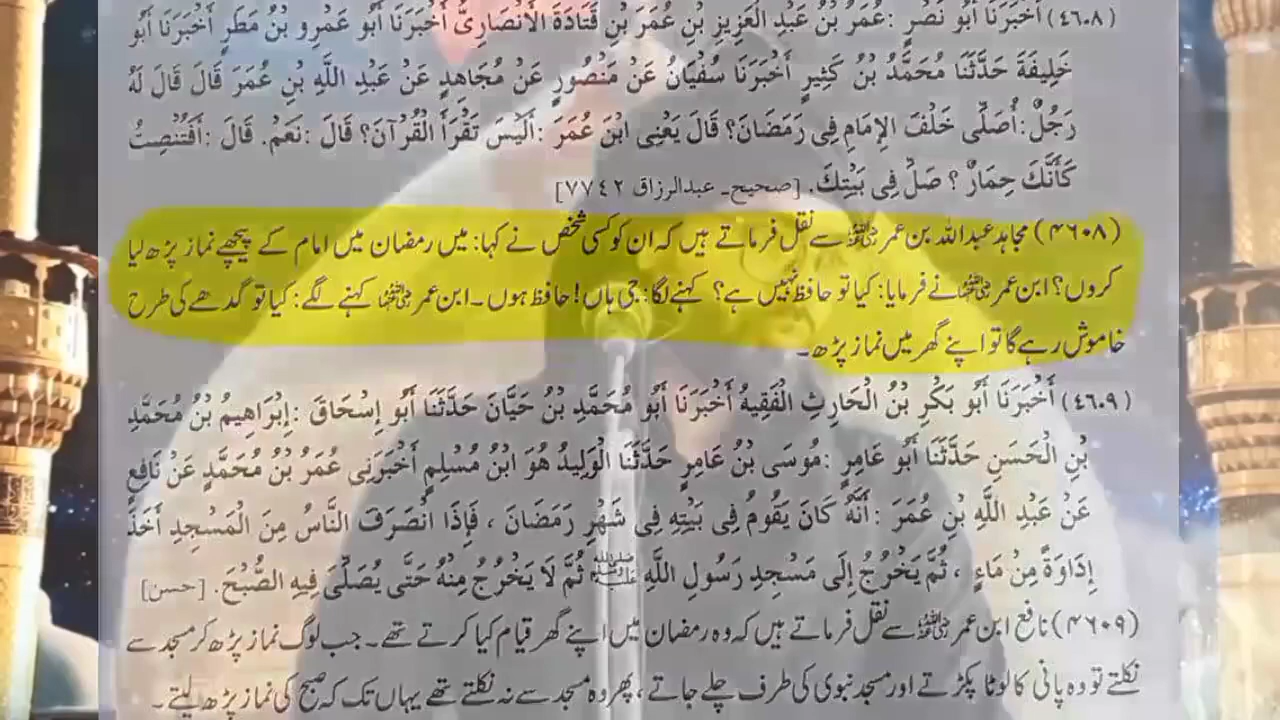 (٤٦٠٨) أَخْبَرَنَا أَبُو نَصْرٍ :عُمَرُ بْنُ عَبْدِ الْعَزِيزِ بْنِ عُمَرَ بْنِ قَتَادَةَ الْأَنْصَارِيُّ أَخْبَرَنَا أَبُو عَمْرِو بْنُ مَطَرٍ أَخْبَرَنَا أَبُو
خَلِيفَةَ حَدَّثَنَا مُحَمَّدُ بْنُ كَثِيرٍ أَخْبَرَنَا سُفْيَانُ عَنْ مَنْصُورٍ عَنْ مُجَاهِدٍ عَنْ عَبْدِ اللَّهِ بْنِ عُمَرَ قَالَ قَالَ لَهُ
رَجُلٌ: أُصَلِّي خَلْفَ الإِمَامِ فِي رَمَضَانَ؟ قَالَ يَعْنِي ابْنَ عُمَرَ :أَلَيْسَ تَقْرَأُ الْقُرْآنَ؟ قَالَ :نَعَمْ. قَالَ :أَفَتُنْصِتُ
كَأَنَّكَ حِمَارٌ ؟ صَلِّ فِي بَيْتِكَ. [صحيح۔ عبدالرزاق ٧٧٤٢]
(۴۶۰۸) مجاہد عبداللہ بن عمر رضی اللہ عنہ سے نقل فرماتے ہیں کہ ان کو کسی شخص نے کہا: میں رمضان میں امام کے پیچھے نماز پڑھ لیا
کروں؟ ابن عمر رضی اللہ عنہ نے فرمایا: کیا تو حافظ نہیں ہے؟ کہنے لگا: جی ہاں! حافظ ہوں۔ ابن عمر رضی اللہ عنہ کہنے لگے: کیا تو گدھے کی طرح
خاموش رہے گا تو اپنے گھر میں نماز پڑھ۔
(٤٦٠٩) أَخْبَرَنَا أَبُو بَكْرِ بْنُ الْحَارِثِ الْفَقِيهُ أَخْبَرَنَا أَبُو مُحَمَّدِ بْنُ حَيَّانَ حَدَّثَنَا أَبُو إِسْحَاقَ :إِبْرَاهِيمُ بْنُ مُحَمَّدِ
بْنِ الْحَسَنِ حَدَّثَنَا أَبُو عَامِرٍ :مُوسَى بْنُ عَامِرٍ حَدَّثَنَا الْوَلِيدُ هُوَ ابْنُ مُسْلِمٍ أَخْبَرَنِي عُمَرُ بْنُ مُحَمَّدٍ عَنْ نَافِعٍ
عَنْ عَبْدِ اللَّهِ بْنِ عُمَرَ :أَنَّهُ كَانَ يَقُومُ فِي بَيْتِهِ فِي شَهْرِ رَمَضَانَ ، فَإِذَا انْصَرَفَ النَّاسُ مِنَ الْمَسْجِدِ أَخَذَ
إِدَاوَةً مِنْ مَاءٍ ، ثُمَّ يَخْرُجُ إِلَى مَسْجِدِ رَسُولِ اللَّهِ ﷺ ثُمَّ لَا يَخْرُجُ مِنْهُ حَتَّى يُصَلِّيَ فِيهِ الصُّبْحَ. [حسن]
(۴۶۰۹) نافع ابن عمر رضی اللہ عنہ سے نقل فرماتے ہیں کہ وہ رمضان میں اپنے گھر قیام کیا کرتے تھے۔ جب لوگ نماز پڑھ کر مسجد سے
نکلتے تو وہ پانی کا لوٹا پکڑتے اور مسجد نبوی کی طرف چلے جاتے ، پھر وہ مسجد سے نہ نکلتے تھے یہاں تک کہ صبح کی نماز پڑھ لیتے۔